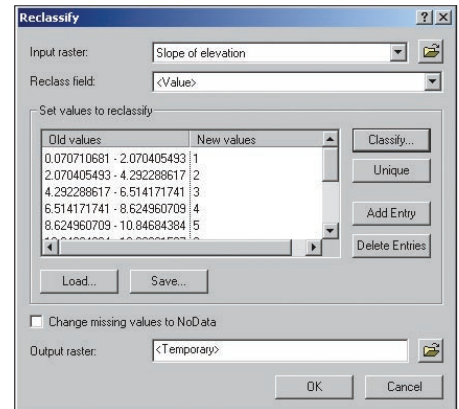 Reclassify
Input raster: Slope of elevation
Reclass field: <Value>
Set values to reclassify
Old values New values
0.070710681 - 2.070405493 1
2.070405493 - 4.292288617 2
4.292288617 - 6.514171741 3
6.514171741 - 8.624960709 4
8.624960709 - 10.84684384 5
Classify...
Unique
Add Entry
Delete Entries
Load... Save...
Change missing values to NoData
Output raster: <Temporary>
OK Cancel